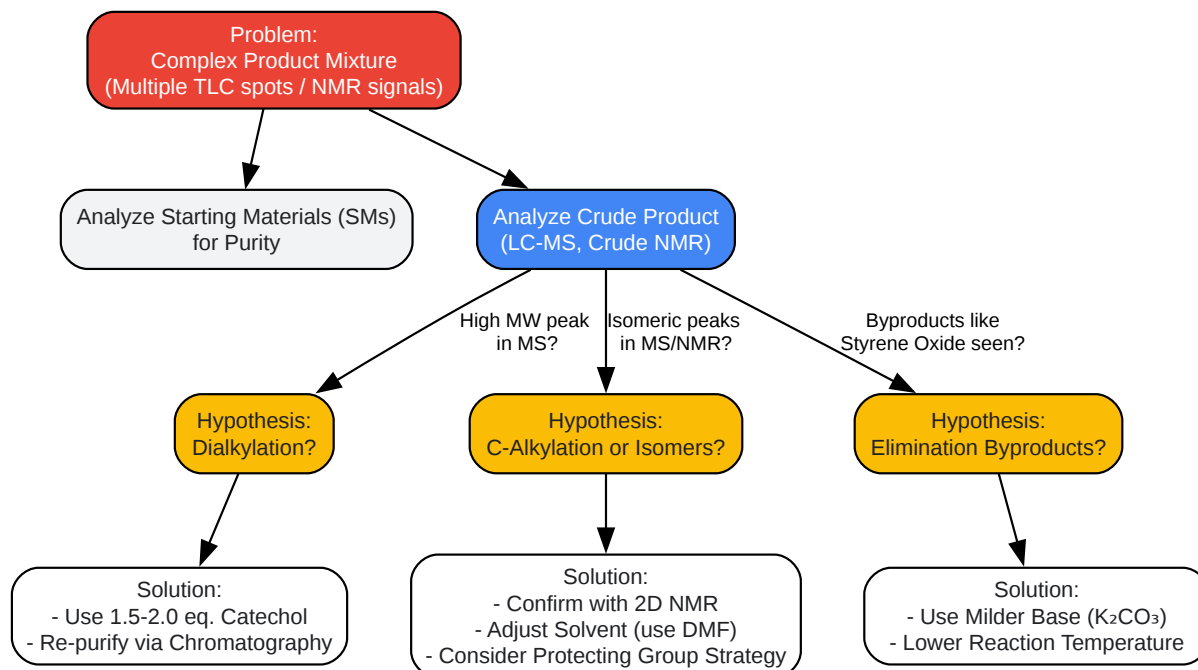 Problem:
Complex Product Mixture
(Multiple TLC spots / NMR signals)
Analyze Starting Materials (SMs)
for Purity
Analyze Crude Product
(LC-MS, Crude NMR)
High MW peak
in MS?
Isomeric peaks
in MS/NMR?
Byproducts like
Styrene Oxide seen?
Hypothesis:
Dialkylation?
Hypothesis:
C-Alkylation or Isomers?
Hypothesis:
Elimination Byproducts?
Solution:
- Use 1.5-2.0 eq. Catechol
- Re-purify via Chromatography
Solution:
- Confirm with 2D NMR
- Adjust Solvent (use DMF)
- Consider Protecting Group Strategy
Solution:
- Use Milder Base (K₂CO₃)
- Lower Reaction Temperature